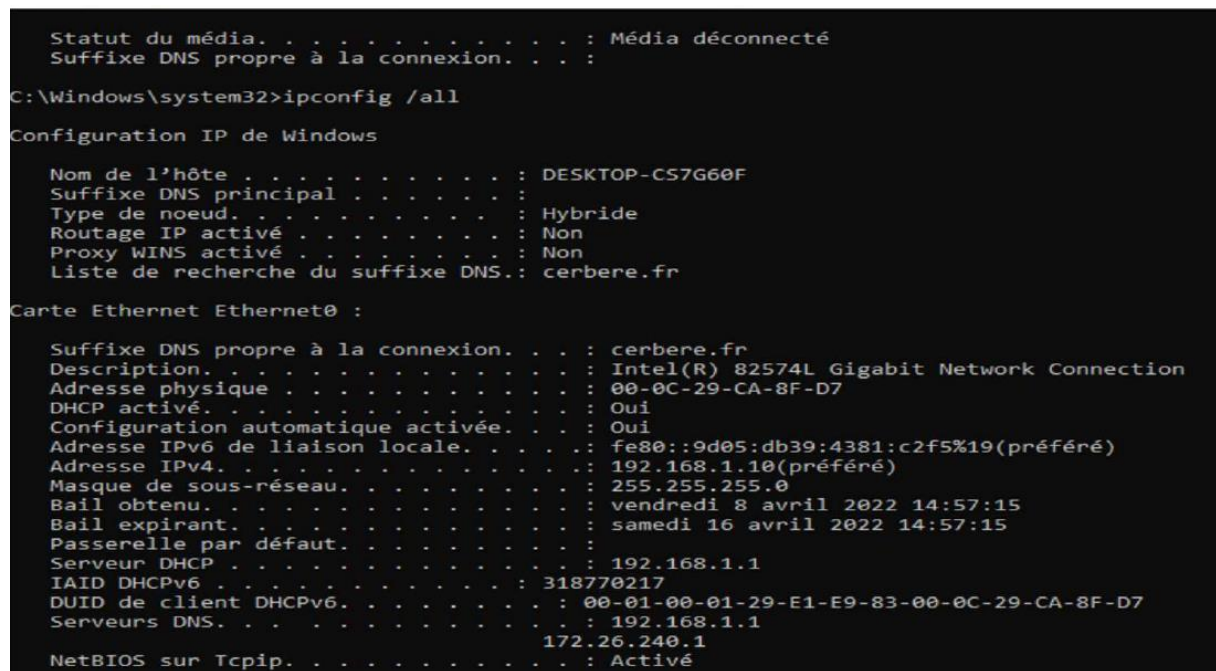 Statut du média. . . . . . . . . . . . : Média déconnecté
Suffixe DNS propre à la connexion. . . :
C:\Windows\system32>ipconfig /all
Configuration IP de Windows
Nom de l’hôte . . . . . . . . . . : DESKTOP-CS7G60F
Suffixe DNS principal . . . . . . :
Type de noeud. . . . . . . . . . : Hybride
Routage IP activé . . . . . . . . : Non
Proxy WINS activé . . . . . . . . : Non
Liste de recherche du suffixe DNS.: cerbere.fr
Carte Ethernet Ethernet0 :
Suffixe DNS propre à la connexion. . . : cerbere.fr
Description. . . . . . . . . . . . . . : Intel(R) 82574L Gigabit Network Connection
Adresse physique . . . . . . . . . . . : 00-0C-29-CA-8F-D7
DHCP activé. . . . . . . . . . . . . . : Oui
Configuration automatique activée. . . : Oui
Adresse IPv6 de liaison locale. . . . .: fe80::9d05:db39:4381:c2f5%19(préféré)
Adresse IPv4. . . . . . . . . . . . . .: 192.168.1.10(préféré)
Masque de sous-réseau. . . . . . . . . : 255.255.255.0
Bail obtenu. . . . . . . . . . . . . . : vendredi 8 avril 2022 14:57:15
Bail expirant. . . . . . . . . . . . . : samedi 16 avril 2022 14:57:15
Passerelle par défaut. . . . . . . . . :
Serveur DHCP . . . . . . . . . . . . . : 192.168.1.1
IAID DHCPv6 . . . . . . . . . . . : 318770217
DUID de client DHCPv6. . . . . . . . : 00-01-00-01-29-E1-E9-83-00-0C-29-CA-8F-D7
Serveurs DNS. . . . . . . . . . . . . : 192.168.1.1
172.26.240.1
NetBIOS sur Tcpip. . . . . . . . . . . : Activé